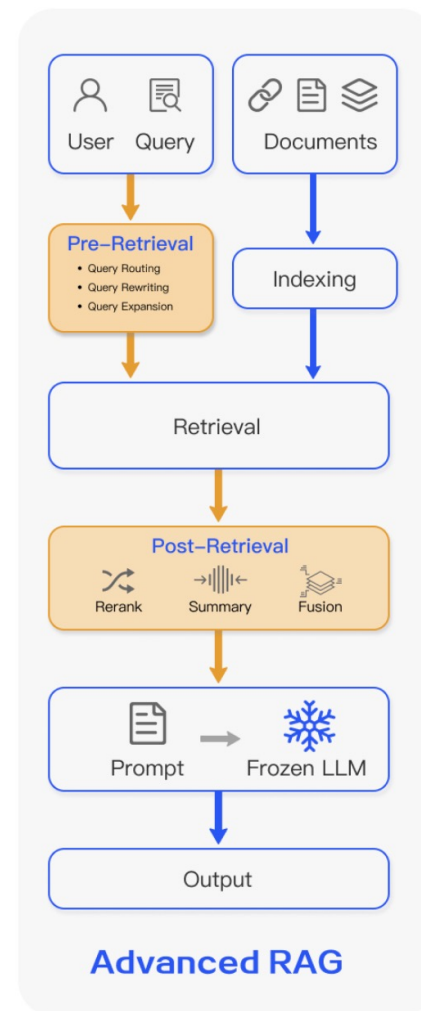 User Query
Documents
Pre-Retrieval
• Query Routing
• Query Rewriting
• Query Expansion
Indexing
Retrieval
Post-Retrieval
Rerank Summary Fusion
Prompt Frozen LLM
Output
Advanced RAG